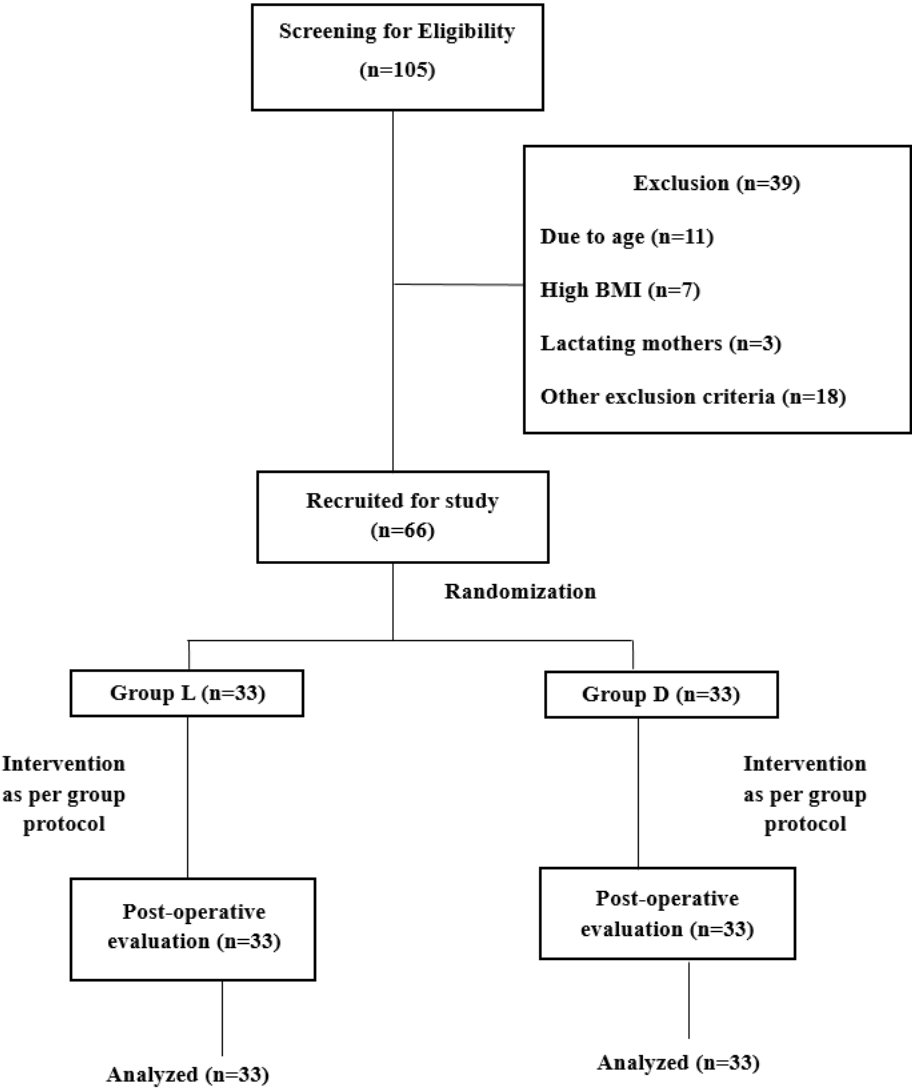 Screening for Eligibility
(n=105)
Exclusion (n=39)
Due to age (n=11)
High BMI (n=7)
Lactating mothers (n=3)
Other exclusion criteria (n=18)
Recruited for study
(n=66)
Randomization
Group L (n=33)
Group D (n=33)
Intervention
as per group
protocol
Intervention
as per group
protocol
Post-operative
evaluation (n=33)
Post-operative
evaluation (n=33)
Analyzed (n=33)
Analyzed (n=33)